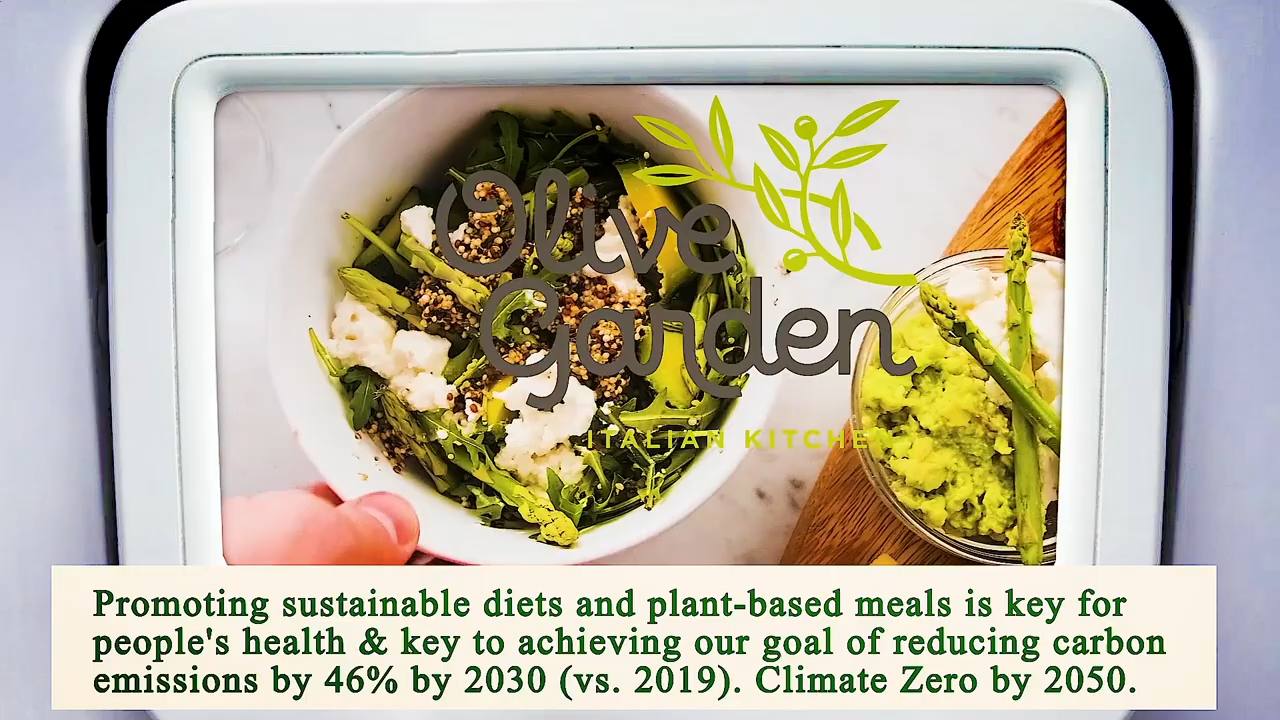 Olive
Garden
ITALIAN KITCHEN
Promoting sustainable diets and plant-based meals is key for
people's health & key to achieving our goal of reducing carbon
emissions by 46% by 2030 (vs. 2019). Climate Zero by 2050.